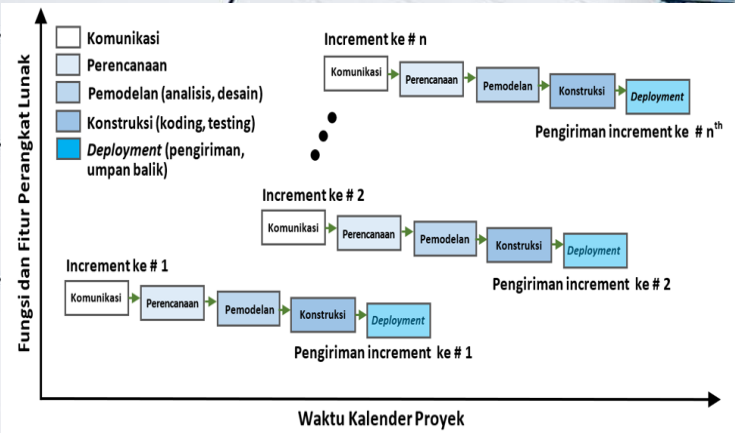 Fungsi dan Fitur Perangkat Lunak
Komunikasi
Perencanaan
Pemodelan (analisis, desain)
Konstruksi (koding, testing)
Deployment (pengiriman,
umpan balik)
Increment ke # n
Komunikasi
Perencanaan
Pemodelan
Konstruksi
Deployment
Pengiriman increment ke # nth
Increment ke # 2
Komunikasi
Perencanaan
Pemodelan
Konstruksi
Deployment
Pengiriman increment ke # 2
Increment ke # 1
Komunikasi
Perencanaan
Pemodelan
Konstruksi
Deployment
Pengiriman increment ke # 1
Waktu Kalender Proyek